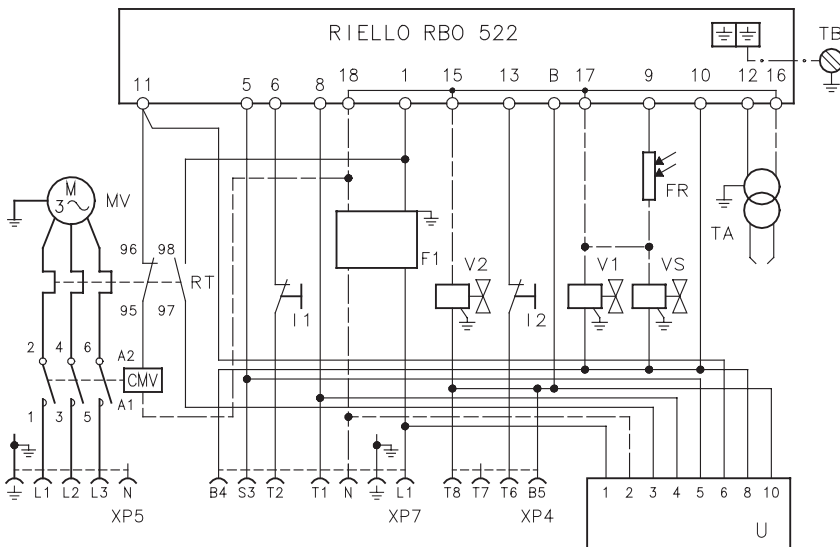 RIELLO RBO 522
TB
11 5 6 8 18 1 15 13 B 17 9 10 12 16
M
3~
MV
FR
TA
96 98
F1
V2
V1
VS
RT
95 97
I1
I2
2 4 6 A2
CMV
1 3 5 A1
L1 L2 L3 N
B4 S3 T2 T1 N L1
T8 T7 T6 B5
1 2 3 4 5 6 8 10
XP5
XP7
XP4
U